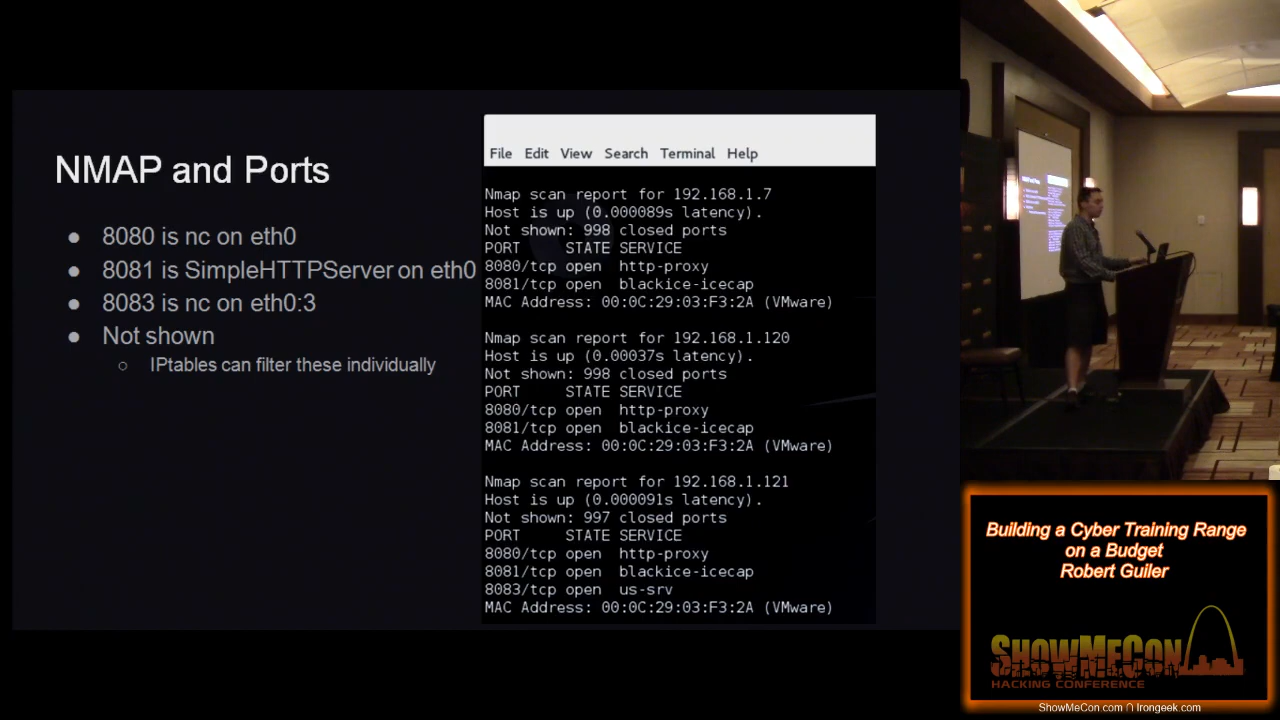 NMAP and Ports
● 8080 is nc on eth0
● 8081 is SimpleHTTPServer on eth0
● 8083 is nc on eth0:3
● Not shown
○ IPtables can filter these individually
File Edit View Search Terminal Help
Nmap scan report for 192.168.1.7
Host is up (0.000089s latency).
Not shown: 998 closed ports
PORT STATE SERVICE
8080/tcp open http-proxy
8081/tcp open blackice-icecap
MAC Address: 00:0C:29:03:F3:2A (VMware)
Nmap scan report for 192.168.1.120
Host is up (0.00037s latency).
Not shown: 998 closed ports
PORT STATE SERVICE
8080/tcp open http-proxy
8081/tcp open blackice-icecap
MAC Address: 00:0C:29:03:F3:2A (VMware)
Nmap scan report for 192.168.1.121
Host is up (0.000091s latency).
Not shown: 997 closed ports
PORT STATE SERVICE
8080/tcp open http-proxy
8081/tcp open blackice-icecap
8083/tcp open us-srv
MAC Address: 00:0C:29:03:F3:2A (VMware)
Building a Cyber Training Range
on a Budget
Robert Guiler
SHOWMECON
HACKING CONFERENCE
ShowMeCon.com ∩ Irongeek.com